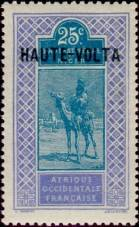 25c
HAUTE-VOLTA
AFRIQUE
OCCIDENTALE
FRANÇAISE